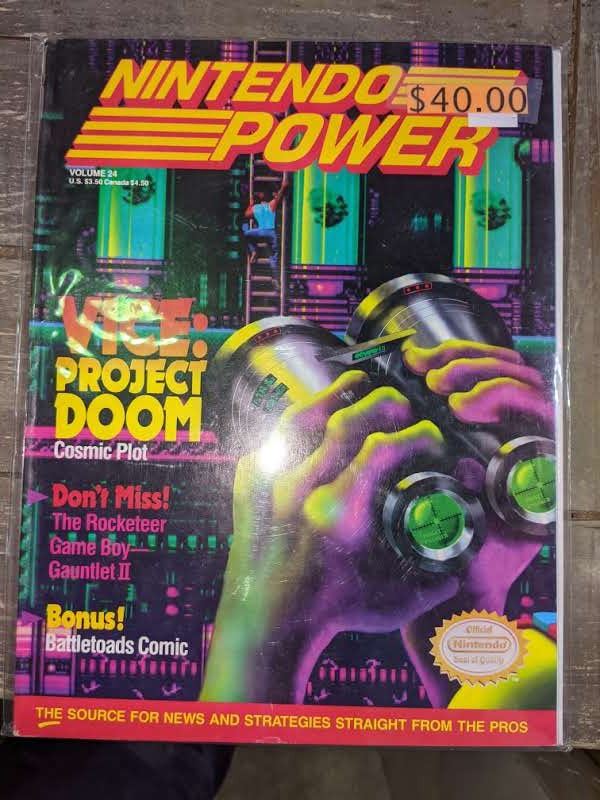 NINTENDO
$40.00
POWER
VOLUME 24
U.S. $3.50 Canada $4.50
VICE:
PROJECT
DOOM
Cosmic Plot
Don't Miss!
The Rocketeer
Game Boy—
Gauntlet II
Bonus!
Battletoads Comic
Official
Nintendo
Seal of Quality
THE SOURCE FOR NEWS AND STRATEGIES STRAIGHT FROM THE PROS